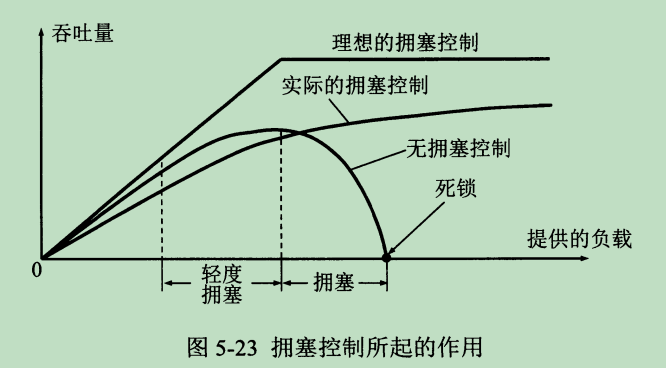 吞吐量
理想的拥塞控制
实际的拥塞控制
无拥塞控制
死锁
提供的负载
0
轻度
拥塞
拥塞
图 5-23 拥塞控制所起的作用